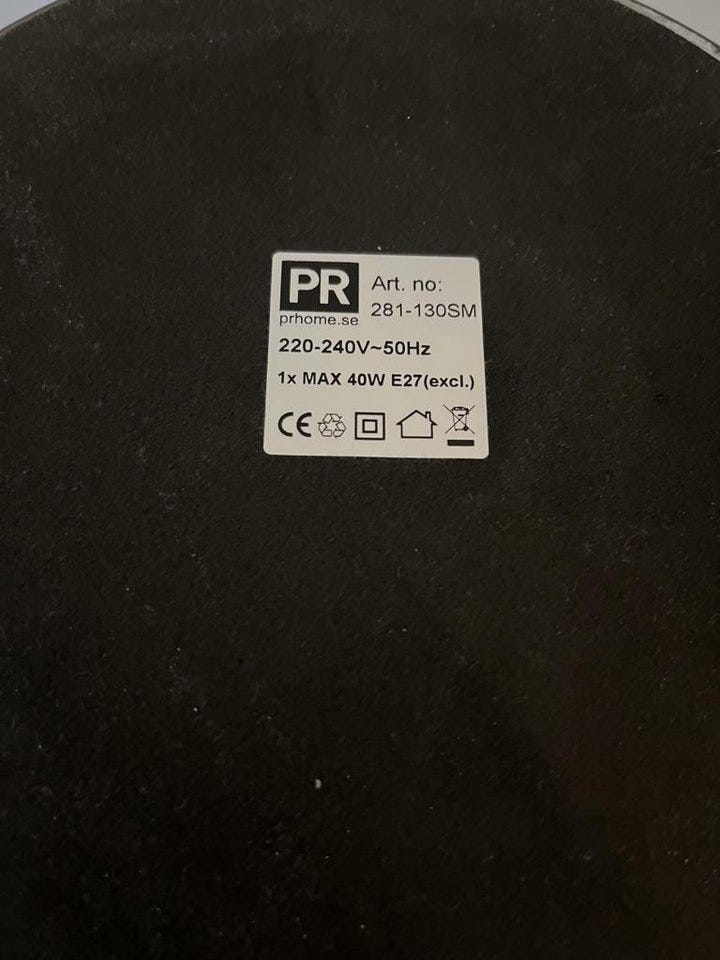 PR
prhome.se
Art. no:
281-130SM
220-240V~50Hz
1x MAX 40W E27(excl.)
CE